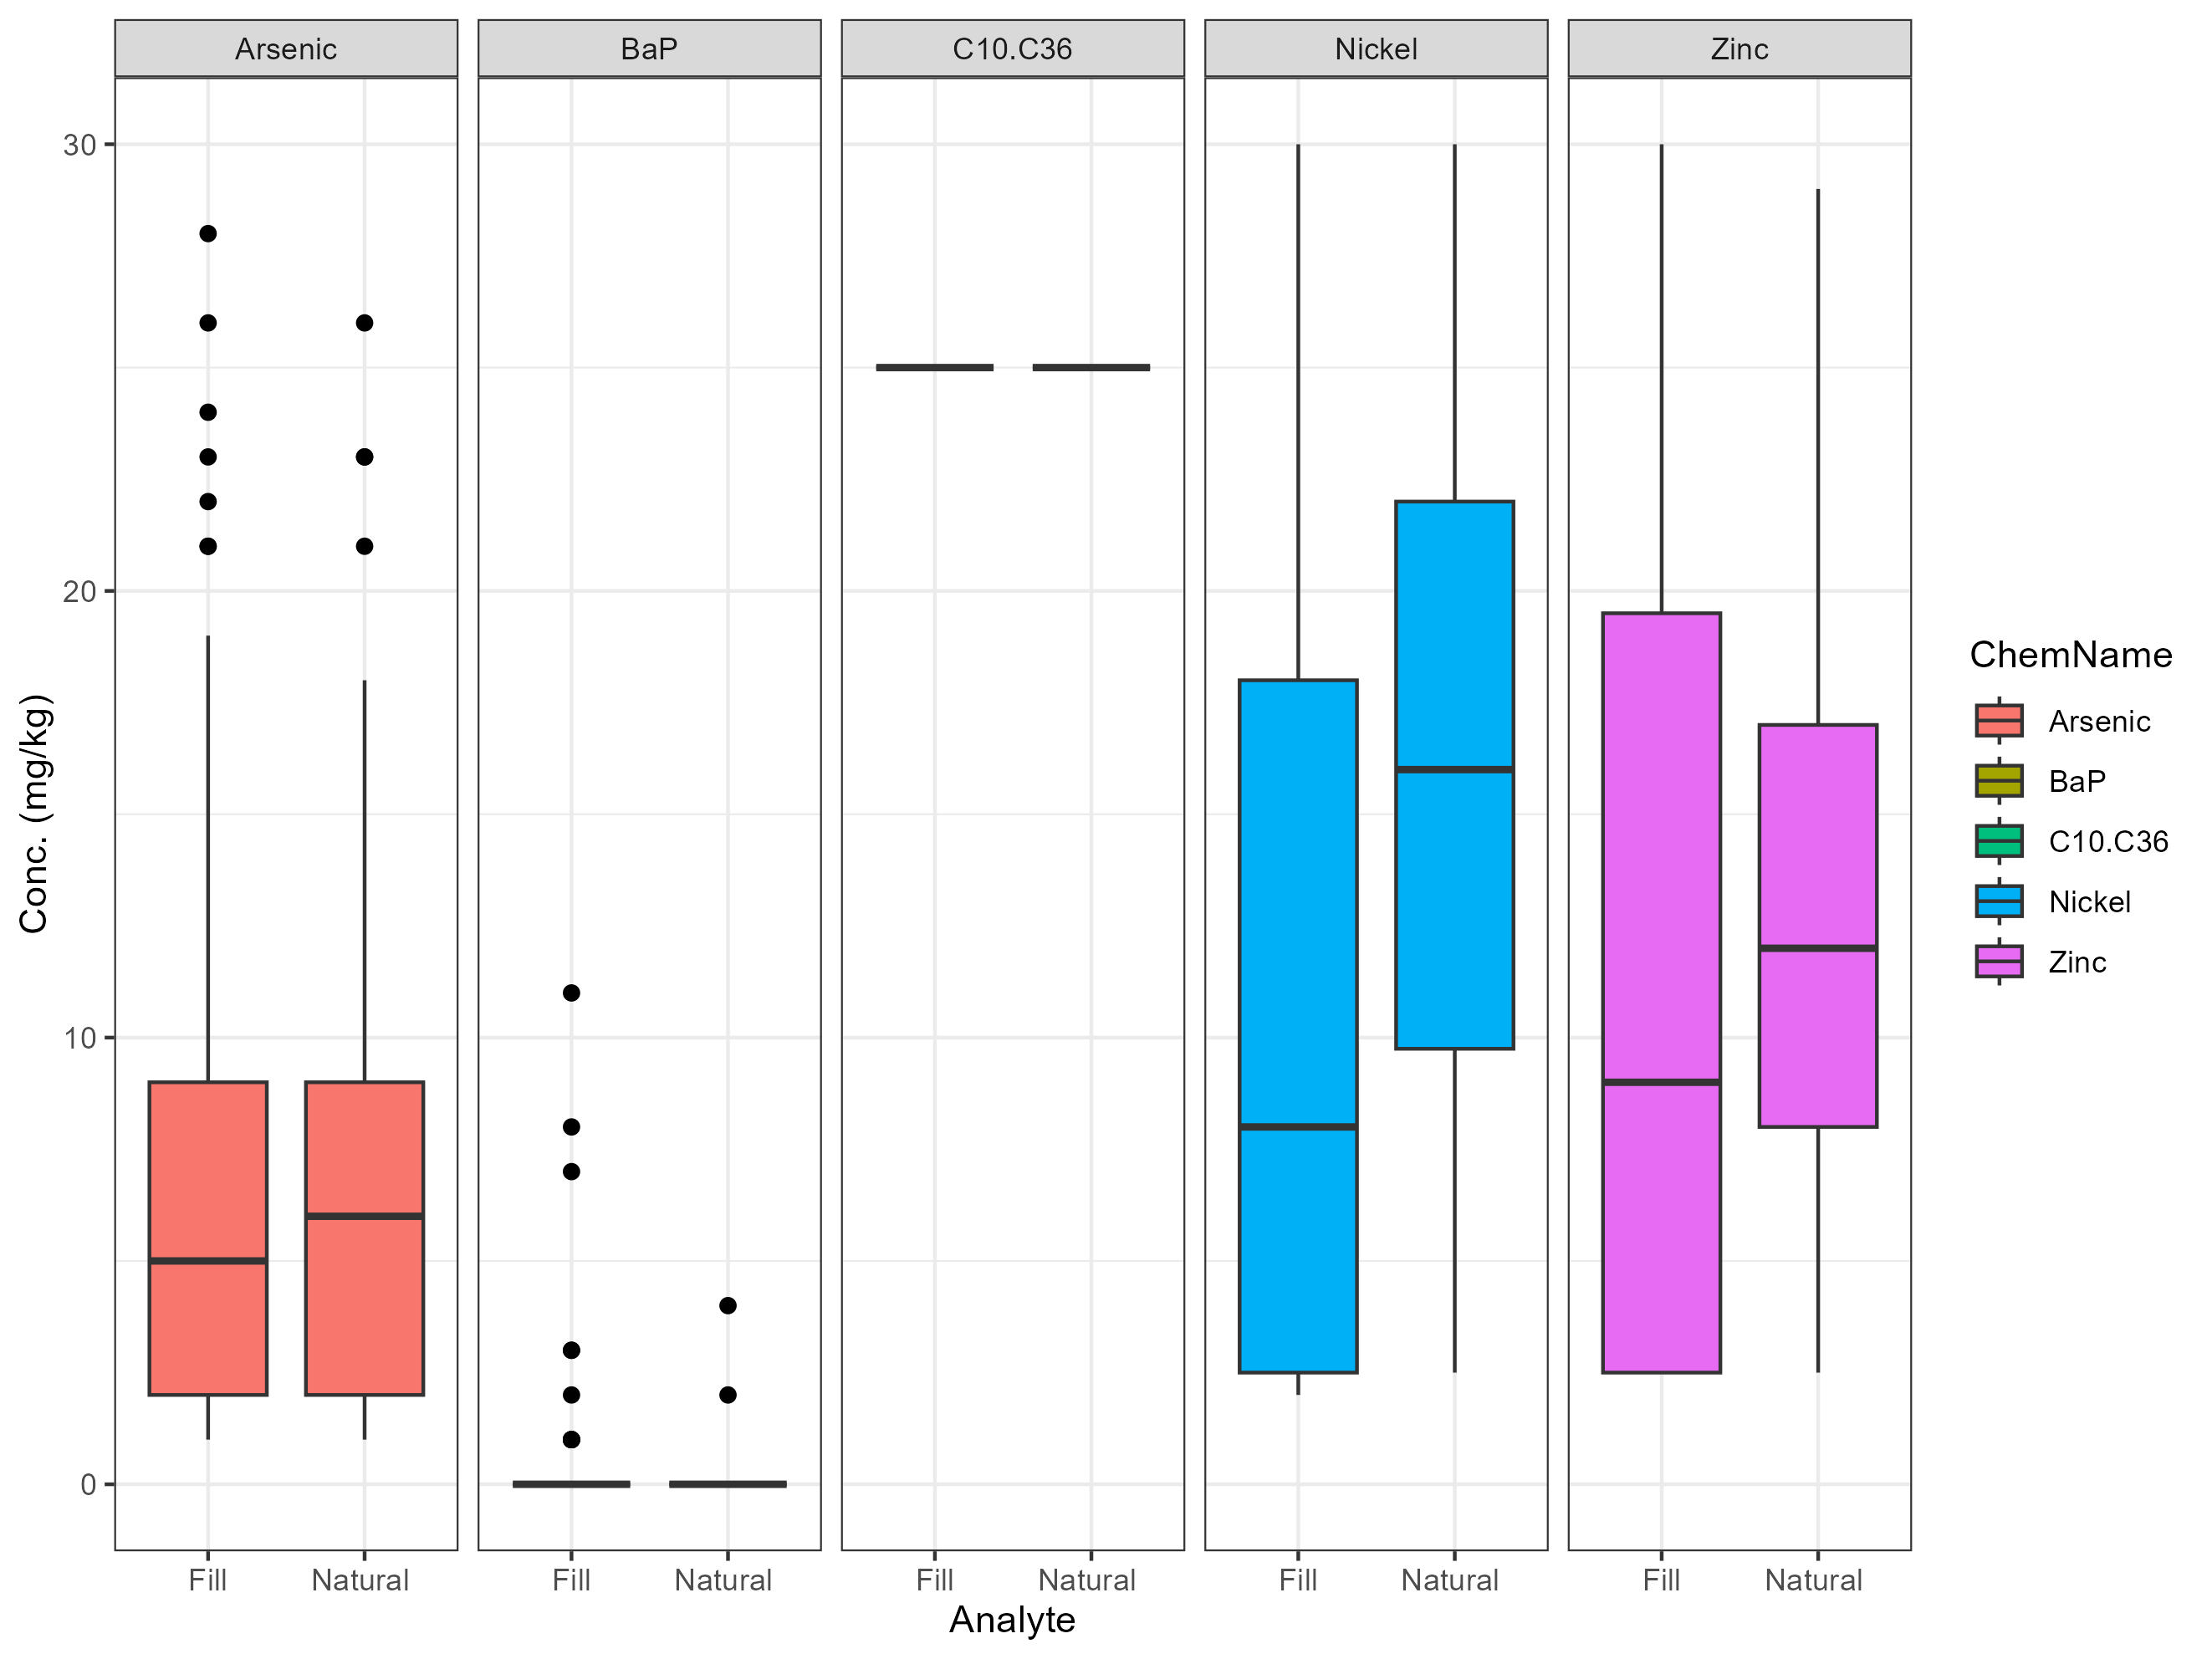 Arsenic BaP C10.C36 Nickel Zinc
30
20
10
0
Conc. (mg/kg)
Fill Natural Fill Natural Fill Natural Fill Natural Fill Natural
Analyte
ChemName
Arsenic
BaP
C10.C36
Nickel
Zinc